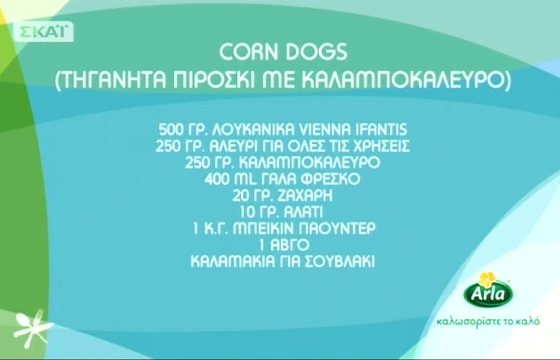 ΣΚΑΪ
CORN DOGS
(ΤΗΓΑΝΗΤΑ ΠΙΡΟΣΚΙ ΜΕ ΚΑΛΑΜΠΟΚΑΛΕΥΡΟ)
500 ΓΡ. ΛΟΥΚΑΝΙΚΑ VIENNA IFANTIS
250 ΓΡ. ΑΛΕΥΡΙ ΓΙΑ ΟΛΕΣ ΤΙΣ ΧΡΗΣΕΙΣ
250 ΓΡ. ΚΑΛΑΜΠΟΚΑΛΕΥΡΟ
400 ML ΓΑΛΑ ΦΡΕΣΚΟ
20 ΓΡ. ΖΑΧΑΡΗ
10 ΓΡ. ΑΛΑΤΙ
1 Κ.Γ. ΜΠΕΙΚΙΝ ΠΑΟΥΝΤΕΡ
1 ΑΒΓΟ
ΚΑΛΑΜΑΚΙΑ ΓΙΑ ΣΟΥΒΛΑΚΙ
Arla
καλωσορίστε το καλό